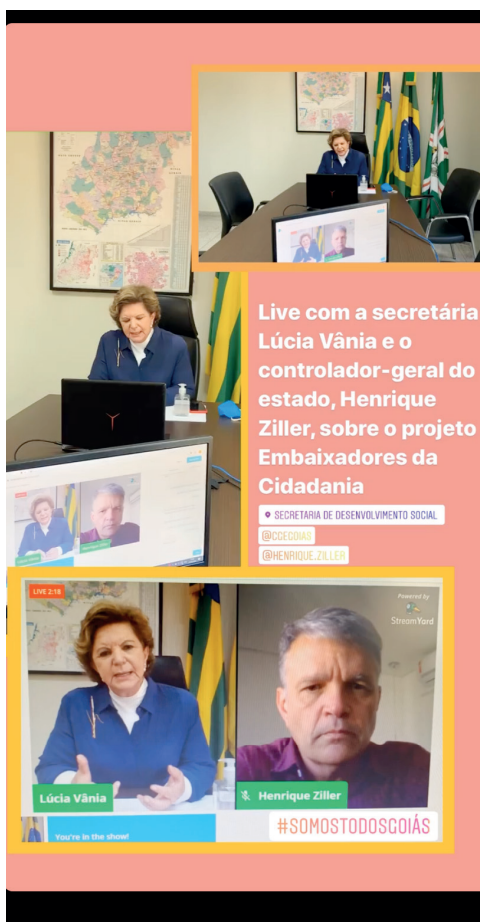 Live com a secretária
Lúcia Vânia e o
controlador-geral do
estado, Henrique
Ziller, sobre o projeto
Embaixadores da
Cidadania
SECRETARIA DE DESENVOLVIMENTO SOCIAL
@CGEGOIAS
@HENRIQUE.ZILLER
LIVE 2:18
Powered by
StreamYard
Lúcia Vânia
Henrique Ziller
You're in the show!
#SOMOSTODOSGOIÁS